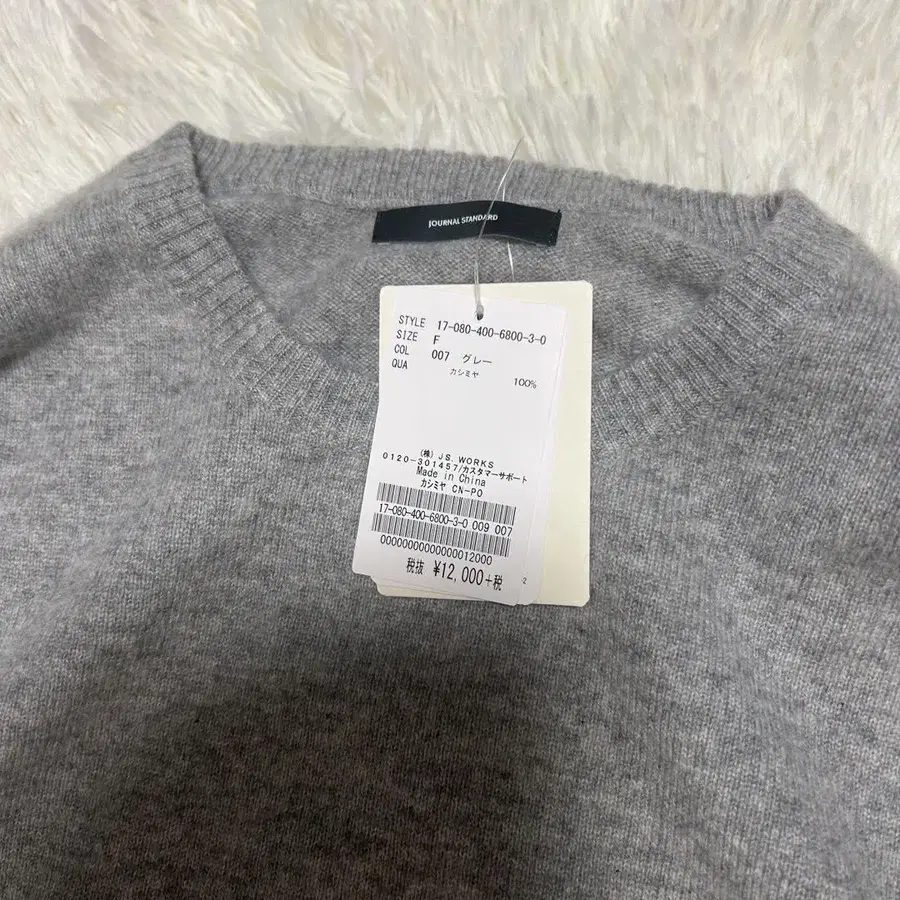 JOURNAL STANDARD
STYLE 17-080-400-6800-3-0
SIZE F
COL 007 グレー
QUA カシミヤ 100%
(株) J.S. WORKS
0120-301457/カスタマーサポート
Made in China
カシミヤ CN-PO
17-080-400-6800-3-0 009 007
0000000000000012000
税抜 ¥12,000+税
-2